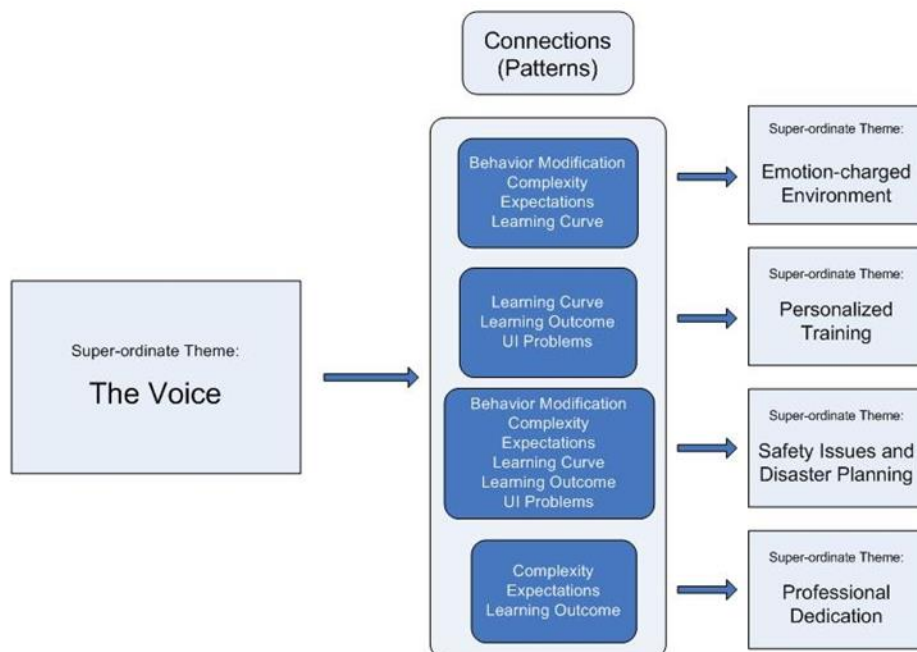 Connections
(Patterns)
Super-ordinate Theme:
The Voice
Behavior Modification
Complexity
Expectations
Learning Curve
Super-ordinate Theme:
Emotion-charged
Environment
Learning Curve
Learning Outcome
UI Problems
Super-ordinate Theme:
Personalized
Training
Behavior Modification
Complexity
Expectations
Learning Curve
Learning Outcome
UI Problems
Super-ordinate Theme:
Safety Issues and
Disaster Planning
Complexity
Expectations
Learning Outcome
Super-ordinate Theme:
Professional
Dedication